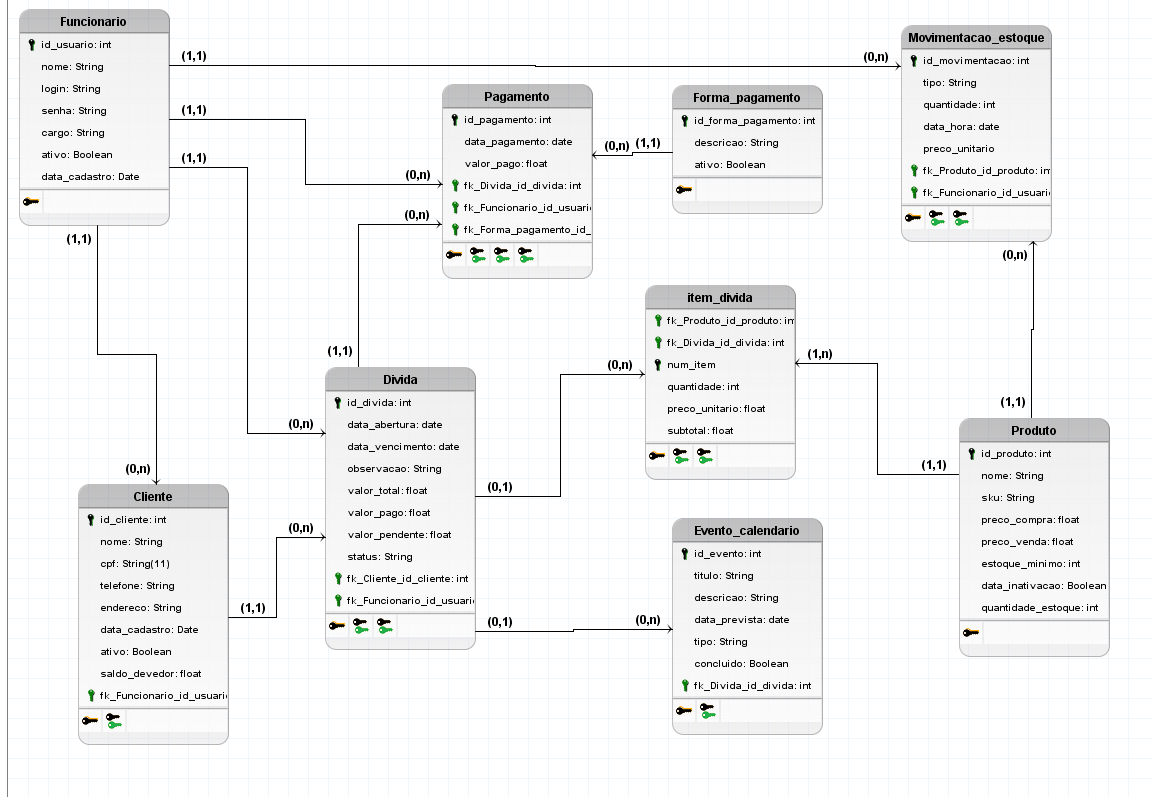 Funcionario
id_usuario: int
nome: String
login: String
senha: String
cargo: String
ativo: Boolean
data_cadastro: Date
(1,1)
(0,n)
(1,1)
(0,n)
(1,1)
(0,n)
(1,1)
(0,n)
Movimentacao_estoque
id_movimentacao: int
tipo: String
quantidade: int
data_hora: date
preco_unitario
fk_Produto_id_produto: in
fk_Funcionario_id_usuari
(0,n)
Pagamento
id_pagamento: int
data_pagamento: date
valor_pago: float
fk_Divida_id_divida: int
fk_Funcionario_id_usuari
fk_Forma_pagamento_id_
(0,n)
(1,1)
Forma_pagamento
id_forma_pagamento: int
descricao: String
ativo: Boolean
(0,n)
(1,1)
item_divida
fk_Produto_id_produto: in
fk_Divida_id_divida: int
num_item
quantidade: int
preco_unitario: float
subtotal: float
(0,n)
(1,n)
Divida
id_divida: int
data_abertura: date
data_vencimento: date
observacao: String
valor_total: float
valor_pago: float
valor_pendente: float
status: String
fk_Cliente_id_cliente: int
fk_Funcionario_id_usuari
(0,1)
(0,1)
(0,n)
Produto
id_produto: int
nome: String
sku: String
preco_compra: float
preco_venda: float
estoque_minimo: int
data_inativacao: Boolean
quantidade_estoque: int
(1,1)
(1,1)
Cliente
id_cliente: int
nome: String
cpf: String(11)
telefone: String
endereco: String
data_cadastro: Date
ativo: Boolean
saldo_devedor: float
fk_Funcionario_id_usuari
(1,1)
(0,n)
Evento_calendario
id_evento: int
titulo: String
descricao: String
data_prevista: date
tipo: String
concluido: Boolean
fk_Divida_id_divida: int